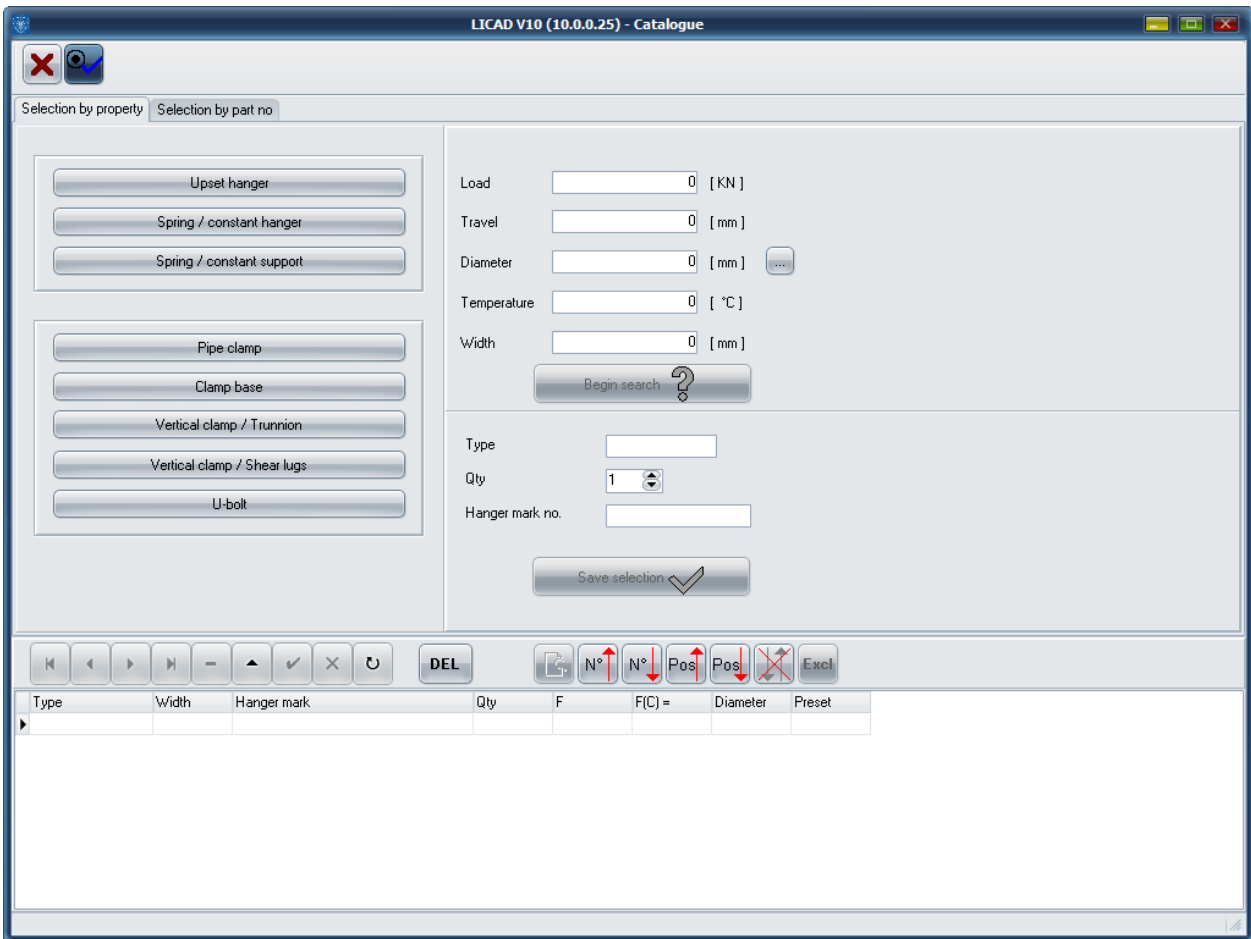 LICAD V10 (10.0.0.25) - Catalogue
Selection by property Selection by part no
Upset hanger
Spring / constant hanger
Spring / constant support
Pipe clamp
Clamp base
Vertical clamp / Trunnion
Vertical clamp / Shear lugs
U-bolt
Load 0 [ KN ]
Travel 0 [ mm ]
Diameter 0 [ mm ] ...
Temperature 0 [ °C ]
Width 0 [ mm ]
Begin search
Type
Qty 1
Hanger mark no.
Save selection
DEL N° N° Pos Pos Excl
Type Width Hanger mark Qty F F(C) = Diameter Preset